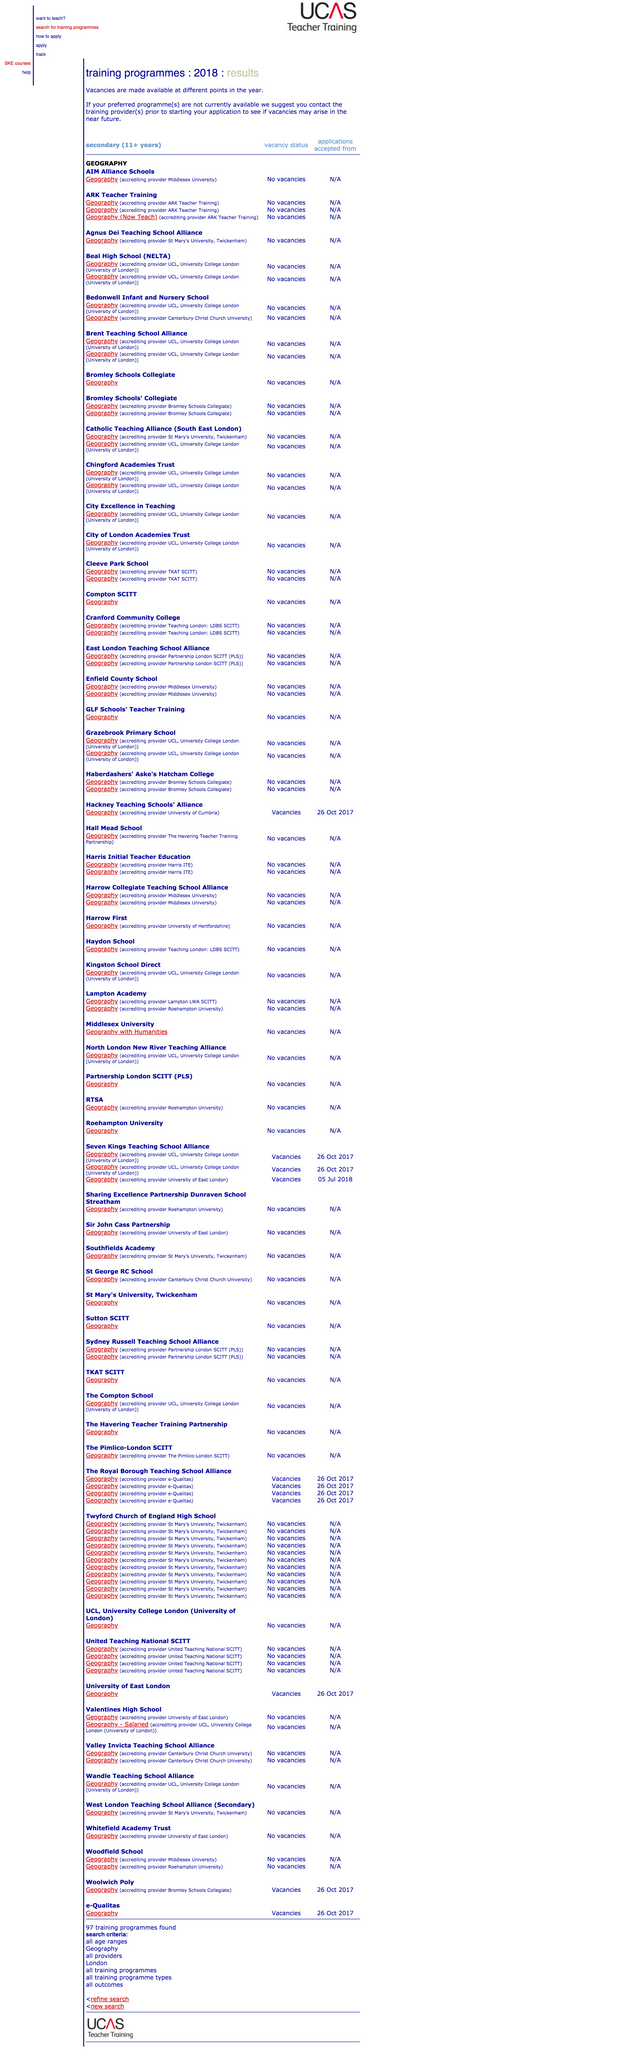 want to teach?
search for training programmes
how to apply
apply
track
SKE courses
help
UCAS
Teacher Training
training programmes : 2018 : results
Vacancies are made available at different points in the year.
If your preferred programme(s) are not currently available we suggest you contact the
training provider(s) prior to starting your application to see if vacancies may arise in the
near future.
secondary (11+ years) vacancy status applications
accepted from
GEOGRAPHY
AIM Alliance Schools
Geography (accrediting provider Middlesex University) No vacancies N/A
ARK Teacher Training
Geography (accrediting provider ARK Teacher Training) No vacancies N/A
Geography (accrediting provider ARK Teacher Training) No vacancies N/A
Geography (Now Teach) (accrediting provider ARK Teacher Training) No vacancies N/A
Agnus Dei Teaching School Alliance
Geography (accrediting provider St Mary's University, Twickenham) No vacancies N/A
Beal High School (NELTA)
Geography (accrediting provider UCL, University College London
(University of London)) No vacancies N/A
Geography (accrediting provider UCL, University College London
(University of London)) No vacancies N/A
Bedonwell Infant and Nursery School
Geography (accrediting provider UCL, University College London
(University of London)) No vacancies N/A
Geography (accrediting provider Canterbury Christ Church University) No vacancies N/A
Brent Teaching School Alliance
Geography (accrediting provider UCL, University College London
(University of London)) No vacancies N/A
Geography (accrediting provider UCL, University College London
(University of London)) No vacancies N/A
Bromley Schools Collegiate
Geography No vacancies N/A
Bromley Schools' Collegiate
Geography (accrediting provider Bromley Schools Collegiate) No vacancies N/A
Geography (accrediting provider Bromley Schools Collegiate) No vacancies N/A
Catholic Teaching Alliance (South East London)
Geography (accrediting provider St Mary's University, Twickenham) No vacancies N/A
Geography (accrediting provider UCL, University College London
(University of London)) No vacancies N/A
Chingford Academies Trust
Geography (accrediting provider UCL, University College London
(University of London)) No vacancies N/A
Geography (accrediting provider UCL, University College London
(University of London)) No vacancies N/A
City Excellence in Teaching
Geography (accrediting provider UCL, University College London
(University of London)) No vacancies N/A
City of London Academies Trust
Geography (accrediting provider UCL, University College London
(University of London)) No vacancies N/A
Cleeve Park School
Geography (accrediting provider TKAT SCITT) No vacancies N/A
Geography (accrediting provider TKAT SCITT) No vacancies N/A
Compton SCITT
Geography No vacancies N/A
Cranford Community College
Geography (accrediting provider Teaching London: LDBS SCITT) No vacancies N/A
Geography (accrediting provider Teaching London: LDBS SCITT) No vacancies N/A
East London Teaching School Alliance
Geography (accrediting provider Partnership London SCITT (PLS)) No vacancies N/A
Geography (accrediting provider Partnership London SCITT (PLS)) No vacancies N/A
Enfield County School
Geography (accrediting provider Middlesex University) No vacancies N/A
Geography (accrediting provider Middlesex University) No vacancies N/A
GLF Schools' Teacher Training
Geography No vacancies N/A
Grazebrook Primary School
Geography (accrediting provider UCL, University College London
(University of London)) No vacancies N/A
Geography (accrediting provider UCL, University College London
(University of London)) No vacancies N/A
Haberdashers' Aske's Hatcham College
Geography (accrediting provider Bromley Schools Collegiate) No vacancies N/A
Geography (accrediting provider Bromley Schools Collegiate) No vacancies N/A
Hackney Teaching Schools' Alliance
Geography (accrediting provider University of Cumbria) Vacancies 26 Oct 2017
Hall Mead School
Geography (accrediting provider The Havering Teacher Training
Partnership) No vacancies N/A
Harris Initial Teacher Education
Geography (accrediting provider Harris ITE) No vacancies N/A
Geography (accrediting provider Harris ITE) No vacancies N/A
Harrow Collegiate Teaching School Alliance
Geography (accrediting provider Middlesex University) No vacancies N/A
Geography (accrediting provider Middlesex University) No vacancies N/A
Harrow First
Geography (accrediting provider University of Hertfordshire) No vacancies N/A
Haydon School
Geography (accrediting provider Teaching London: LDBS SCITT) No vacancies N/A
Kingston School Direct
Geography (accrediting provider UCL, University College London
(University of London)) No vacancies N/A
Lampton Academy
Geography (accrediting provider Lampton LWA SCITT) No vacancies N/A
Geography (accrediting provider Roehampton University) No vacancies N/A
Middlesex University
Geography with Humanities No vacancies N/A
North London New River Teaching Alliance
Geography (accrediting provider UCL, University College London
(University of London)) No vacancies N/A
Partnership London SCITT (PLS)
Geography No vacancies N/A
RTSA
Geography (accrediting provider Roehampton University) No vacancies N/A
Roehampton University
Geography No vacancies N/A
Seven Kings Teaching School Alliance
Geography (accrediting provider UCL, University College London
(University of London)) Vacancies 26 Oct 2017
Geography (accrediting provider UCL, University College London
(University of London)) Vacancies 26 Oct 2017
Geography (accrediting provider University of East London) Vacancies 05 Jul 2018
Sharing Excellence Partnership Dunraven School
Streatham
Geography (accrediting provider Roehampton University) No vacancies N/A
Sir John Cass Partnership
Geography (accrediting provider University of East London) No vacancies N/A
Southfields Academy
Geography (accrediting provider St Mary's University, Twickenham) No vacancies N/A
St George RC School
Geography (accrediting provider Canterbury Christ Church University) No vacancies N/A
St Mary's University, Twickenham
Geography No vacancies N/A
Sutton SCITT
Geography No vacancies N/A
Sydney Russell Teaching School Alliance
Geography (accrediting provider Partnership London SCITT (PLS)) No vacancies N/A
Geography (accrediting provider Partnership London SCITT (PLS)) No vacancies N/A
TKAT SCITT
Geography No vacancies N/A
The Compton School
Geography (accrediting provider UCL, University College London
(University of London)) No vacancies N/A
The Havering Teacher Training Partnership
Geography No vacancies N/A
The Pimlico-London SCITT
Geography (accrediting provider The Pimlico-London SCITT) No vacancies N/A
The Royal Borough Teaching School Alliance
Geography (accrediting provider e-Qualitas) Vacancies 26 Oct 2017
Geography (accrediting provider e-Qualitas) Vacancies 26 Oct 2017
Geography (accrediting provider e-Qualitas) Vacancies 26 Oct 2017
Geography (accrediting provider e-Qualitas) Vacancies 26 Oct 2017
Twyford Church of England High School
Geography (accrediting provider St Mary's University, Twickenham) No vacancies N/A
Geography (accrediting provider St Mary's University, Twickenham) No vacancies N/A
Geography (accrediting provider St Mary's University, Twickenham) No vacancies N/A
Geography (accrediting provider St Mary's University, Twickenham) No vacancies N/A
Geography (accrediting provider St Mary's University, Twickenham) No vacancies N/A
Geography (accrediting provider St Mary's University, Twickenham) No vacancies N/A
Geography (accrediting provider St Mary's University, Twickenham) No vacancies N/A
Geography (accrediting provider St Mary's University, Twickenham) No vacancies N/A
Geography (accrediting provider St Mary's University, Twickenham) No vacancies N/A
Geography (accrediting provider St Mary's University, Twickenham) No vacancies N/A
Geography (accrediting provider St Mary's University, Twickenham) No vacancies N/A
UCL, University College London (University of
London)
Geography No vacancies N/A
United Teaching National SCITT
Geography (accrediting provider United Teaching National SCITT) No vacancies N/A
Geography (accrediting provider United Teaching National SCITT) No vacancies N/A
Geography (accrediting provider United Teaching National SCITT) No vacancies N/A
Geography (accrediting provider United Teaching National SCITT) No vacancies N/A
University of East London
Geography Vacancies 26 Oct 2017
Valentines High School
Geography (accrediting provider University of East London) No vacancies N/A
Geography - Salaried (accrediting provider UCL, University College
London (University of London)) No vacancies N/A
Valley Invicta Teaching School Alliance
Geography (accrediting provider Canterbury Christ Church University) No vacancies N/A
Geography (accrediting provider Canterbury Christ Church University) No vacancies N/A
Wandle Teaching School Alliance
Geography (accrediting provider UCL, University College London
(University of London)) No vacancies N/A
West London Teaching School Alliance (Secondary)
Geography (accrediting provider St Mary's University, Twickenham) No vacancies N/A
Whitefield Academy Trust
Geography (accrediting provider University of East London) No vacancies N/A
Woodfield School
Geography (accrediting provider Middlesex University) No vacancies N/A
Geography (accrediting provider Roehampton University) No vacancies N/A
Woolwich Poly
Geography (accrediting provider Bromley Schools Collegiate) Vacancies 26 Oct 2017
e-Qualitas
Geography Vacancies 26 Oct 2017
97 training programmes found
search criteria:
all age ranges
Geography
all providers
London
all training programmes
all training programme types
all outcomes
<refine search
<new search
UCAS
Teacher Training